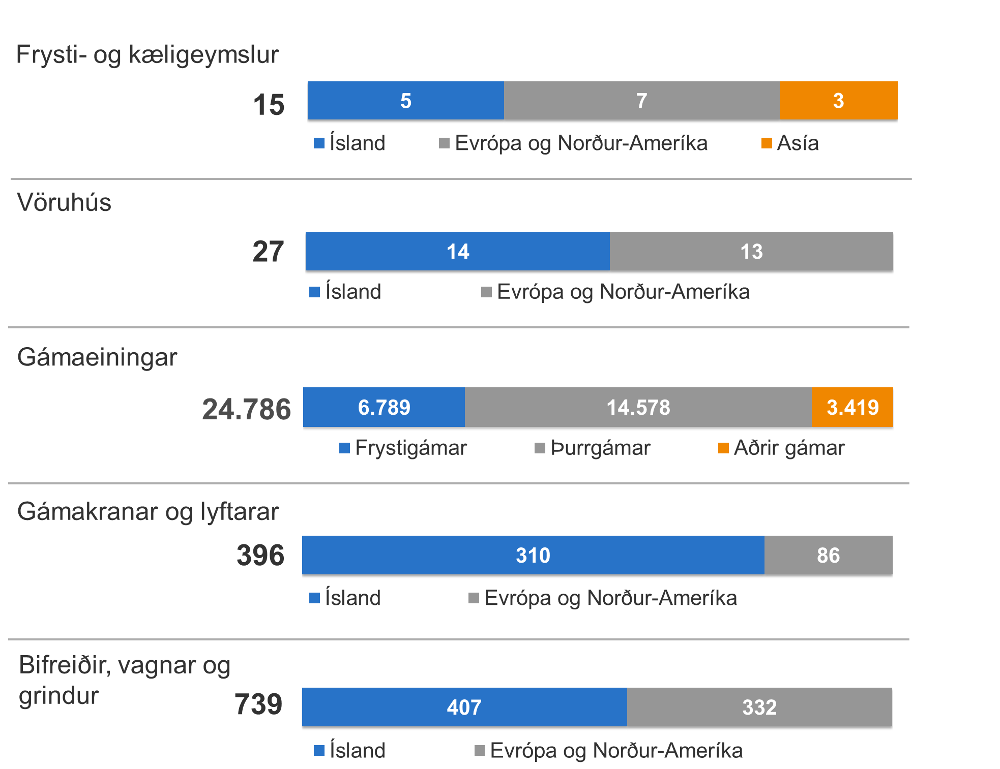 Frysti- og kæligeymslur
15
5 7 3
Ísland Evrópa og Norður-Ameríka Asía
Vöruhús
27
14 13
Ísland Evrópa og Norður-Ameríka
Gámaeiningar
24.786
6.789 14.578 3.419
Frystigámar Þurrgámar Aðrir gámar
Gámakranar og lyftarar
396
310 86
Ísland Evrópa og Norður-Ameríka
Bifreiðir, vagnar og
grindur
739
407 332
Ísland Evrópa og Norður-Ameríka